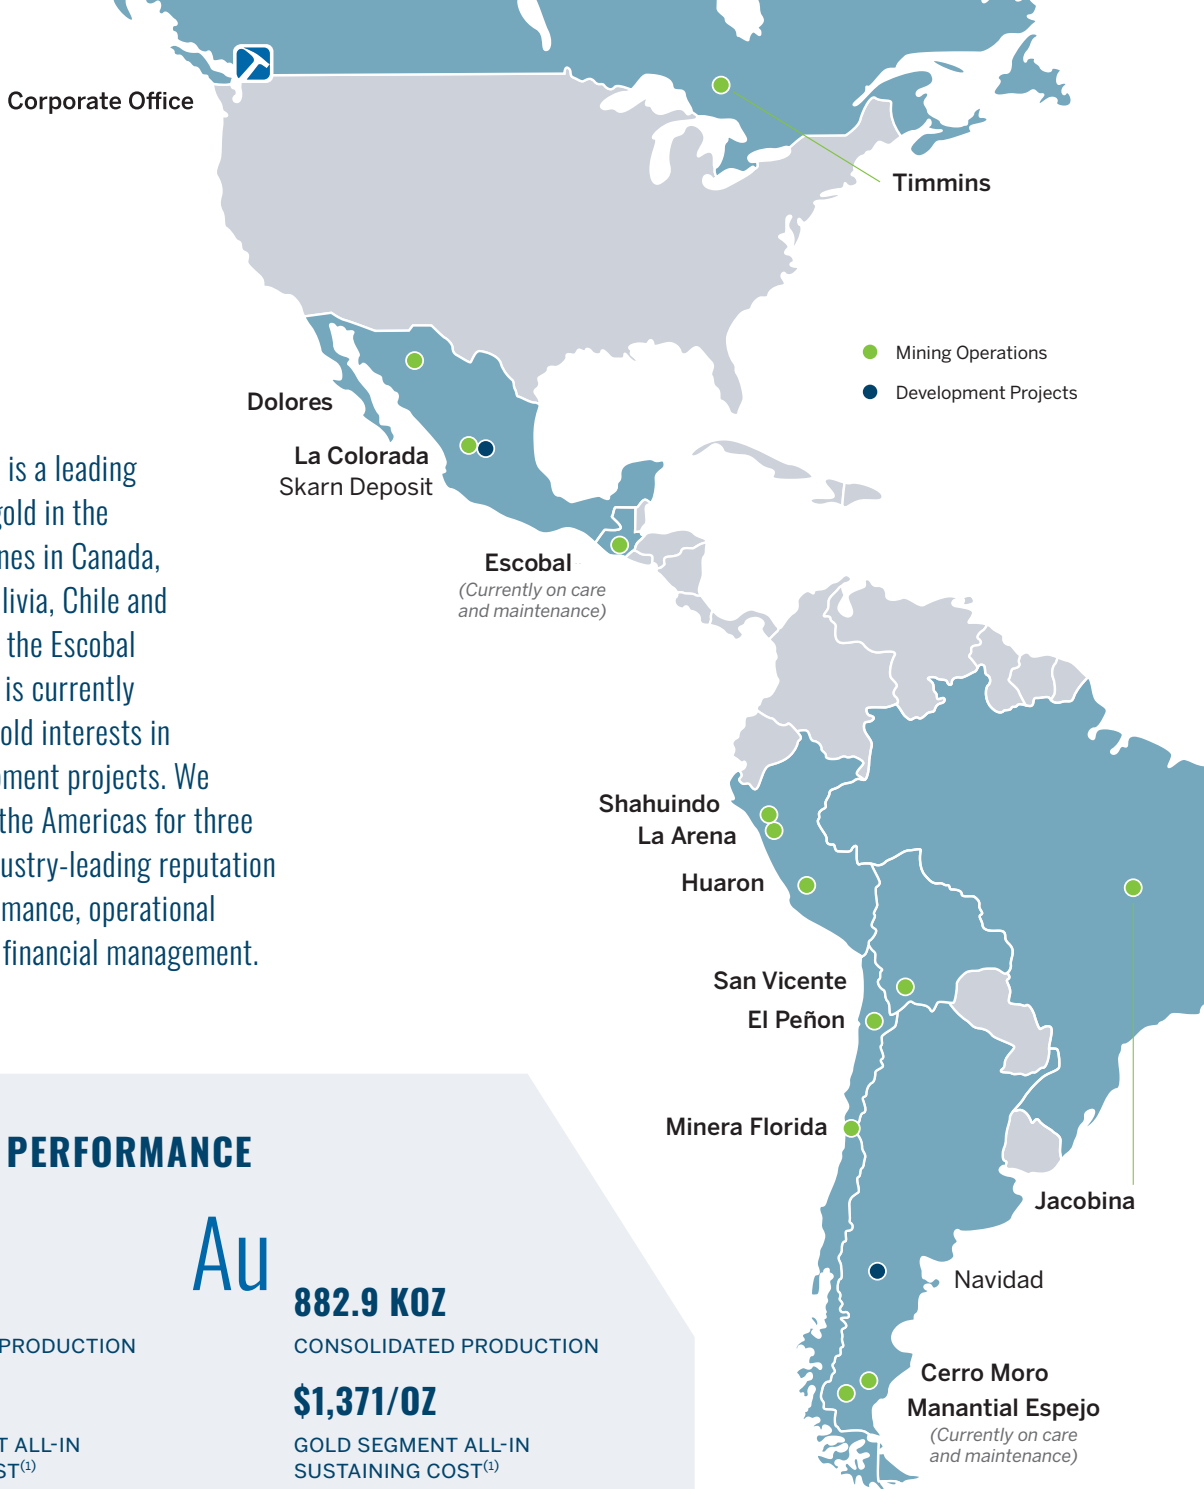 Corporate Office
Timmins
Mining Operations
Development Projects
Dolores
La Colorada
Skarn Deposit
Escobal
(Currently on care
and maintenance)
is a leading
gold in the
nes in Canada,
livia, Chile and
the Escobal
is currently
old interests in
pment projects. We
the Americas for three
ustry-leading reputation
mance, operational
financial management.
Shahuindo
La Arena
Huaron
San Vicente
El Peñon
Minera Florida
Jacobina
Navidad
Cerro Moro
Manantial Espejo
(Currently on care
and maintenance)
PERFORMANCE
Au
882.9 KOZ
PRODUCTION
CONSOLIDATED PRODUCTION
$1,371/OZ
T ALL-IN
ST(1)
GOLD SEGMENT ALL-IN
SUSTAINING COST(1)